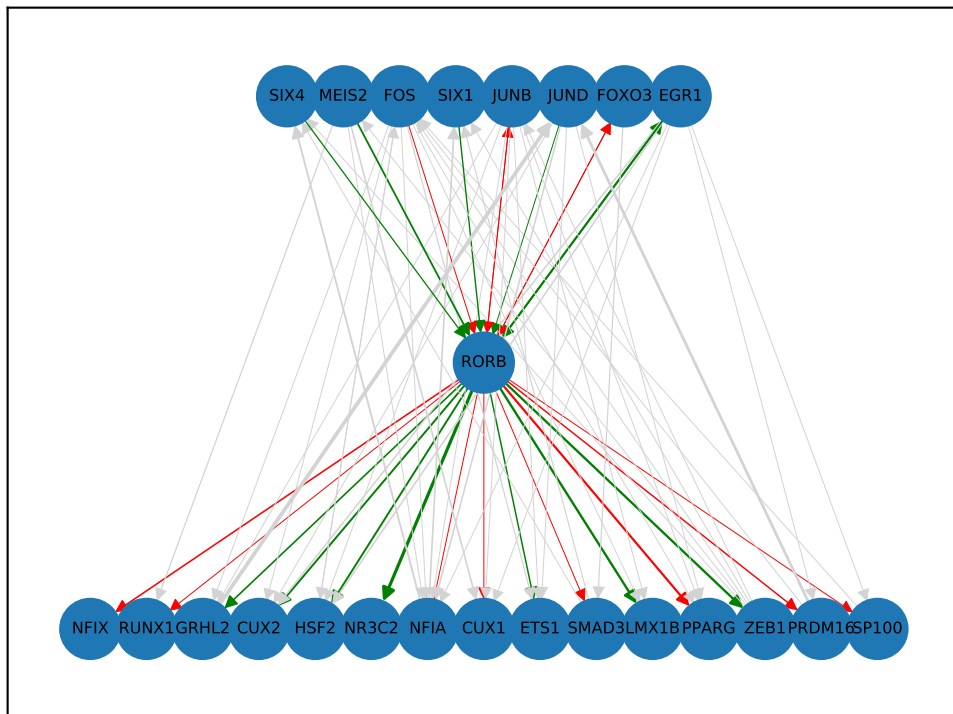 SIX4 MEIS2 FOS SIX1 JUNB JUND FOXO3 EGR1
RORB
NFIX RUNX1 GRHL2 CUX2 HSF2 NR3C2 NFIA CUX1 ETS1 SMAD3 LMX1B PPARG ZEB1 PRDM16 SP100